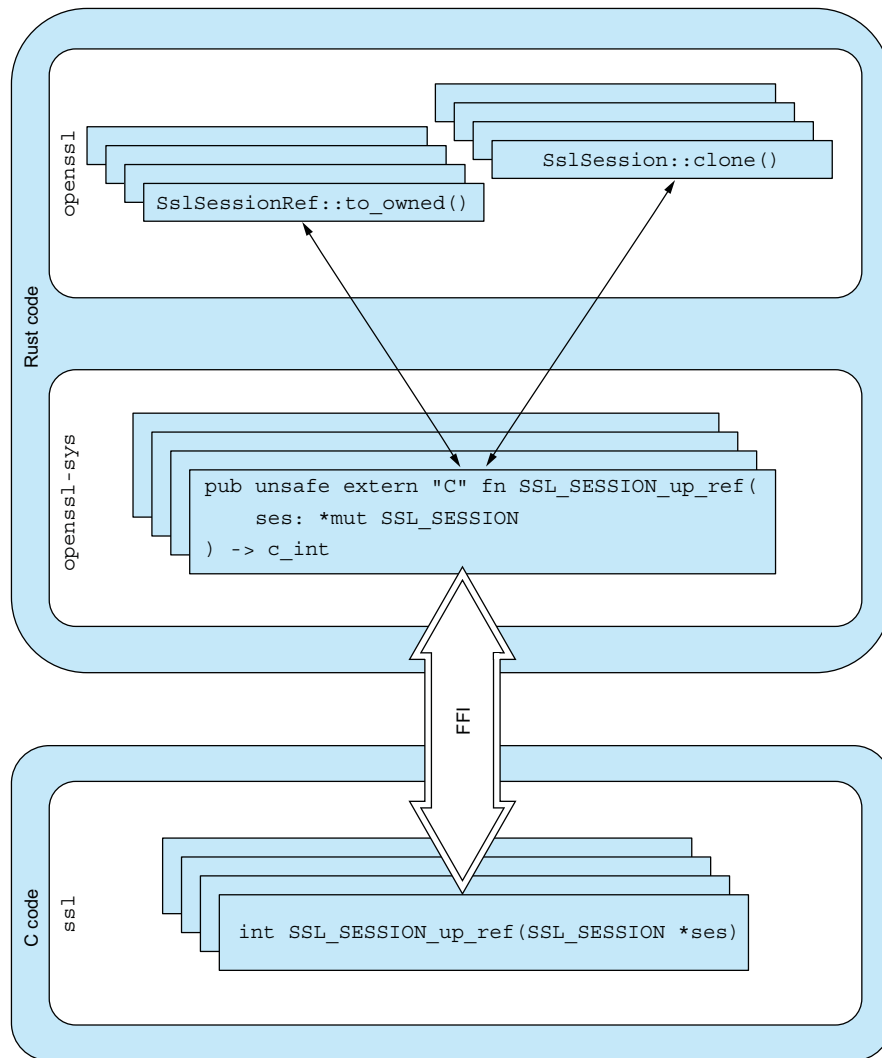 Rust code
openssl
SslSession::clone()
SslSessionRef::to_owned()
openssl-sys
pub unsafe extern "C" fn SSL_SESSION_up_ref(
    ses: *mut SSL_SESSION
) -> c_int
FFI
C code
ssl
int SSL_SESSION_up_ref(SSL_SESSION *ses)